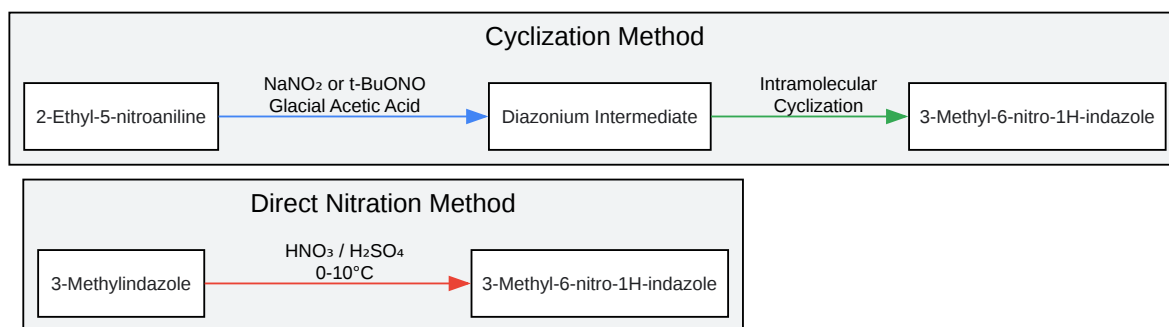 Cyclization Method
2-Ethyl-5-nitroaniline
NaNO₂ or t-BuONO
Glacial Acetic Acid
Diazonium Intermediate
Intramolecular
Cyclization
3-Methyl-6-nitro-1H-indazole
Direct Nitration Method
3-Methylindazole
HNO₃ / H₂SO₄
0-10°C
3-Methyl-6-nitro-1H-indazole